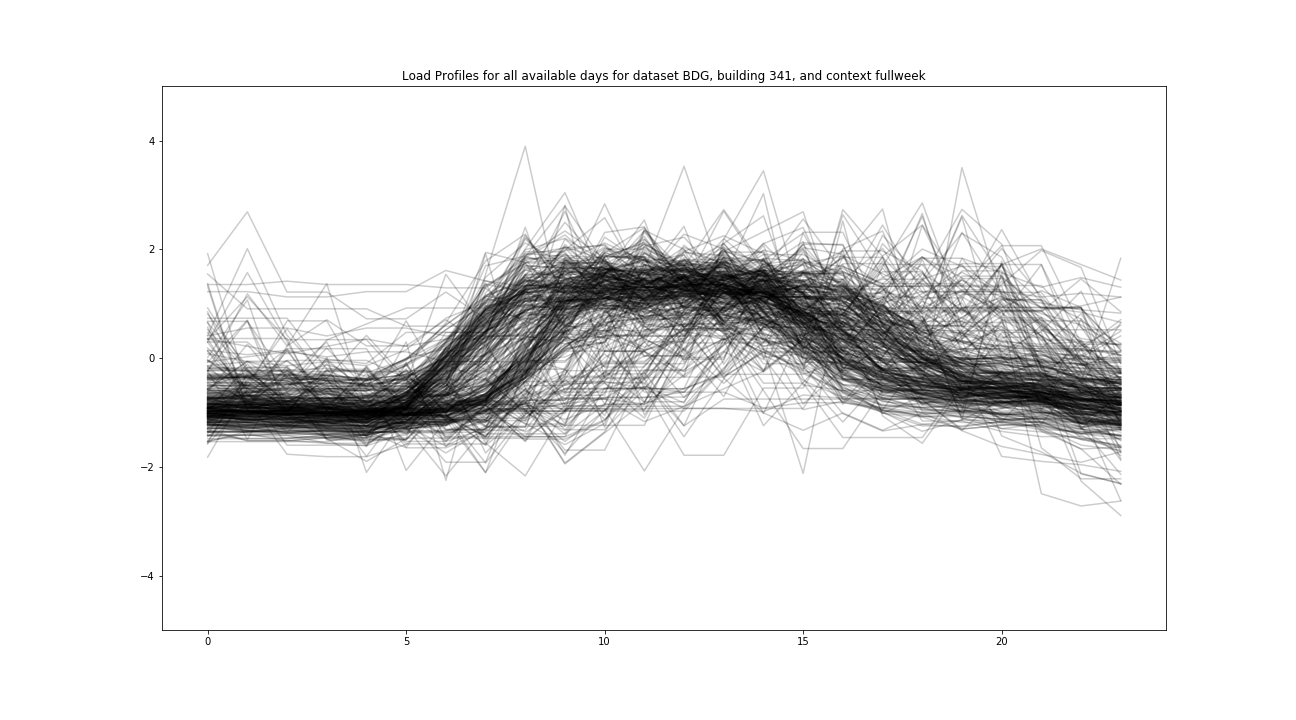 Load Profiles for all available days for dataset BDG, building 341, and context fullweek
4
2
0
−2
−4
0 5 10 15 20